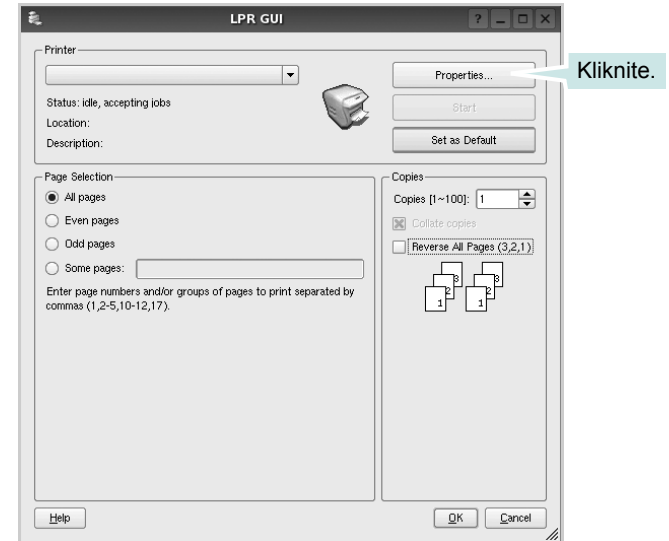 LPR GUI
Printer
Properties...
Kliknite.
Status: idle, accepting jobs
Start
Location:
Description:
Set as Default
Page Selection
All pages
Even pages
Odd pages
Some pages:
Enter page numbers and/or groups of pages to print separated by
commas (1,2-5,10-12,17).
Copies
Copies [1~100]: 1
Collate copies
Reverse All Pages (3,2,1)
3 3
2 2
1 1
Help
OK
Cancel